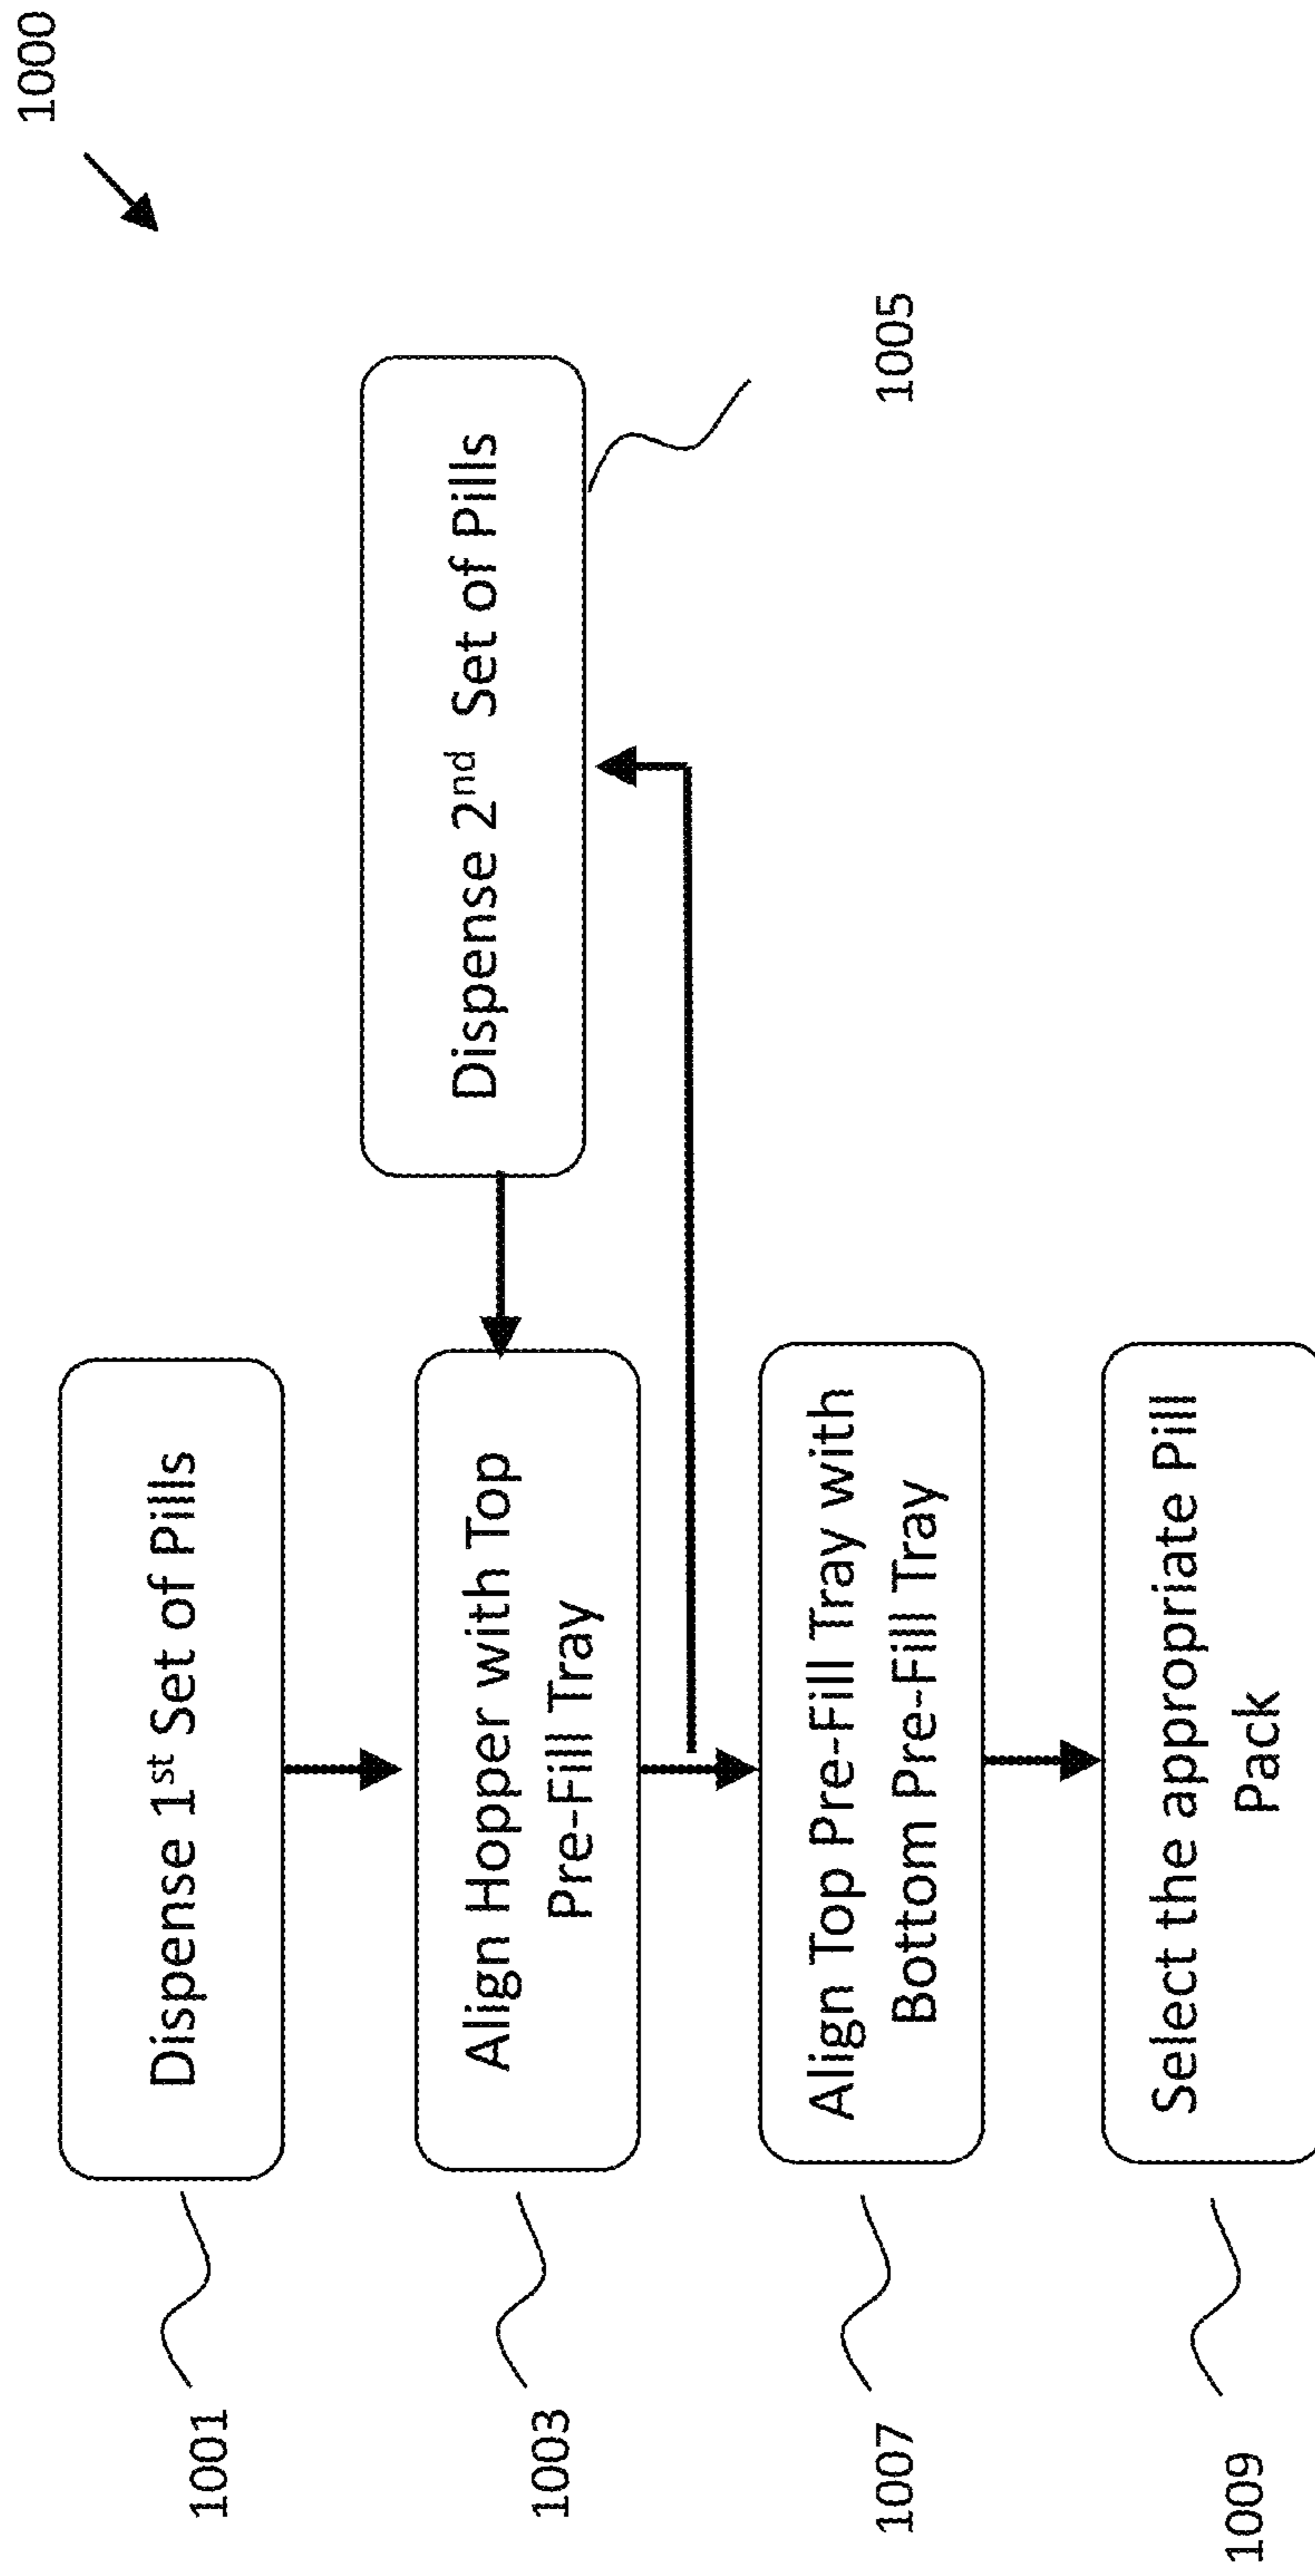 1000
1001
Dispense 1st Set of Pills
1003
Align Hopper with Top
Pre-Fill Tray
Dispense 2nd Set of Pills
1005
1007
Align Top Pre-Fill Tray with
Bottom Pre-Fill Tray
1009
Select the appropriate Pill
Pack